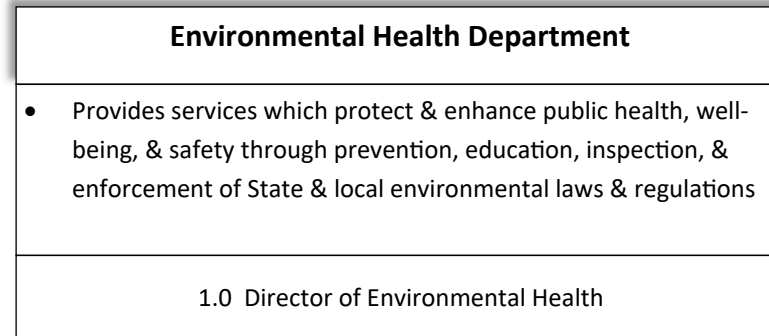 Environmental Health Department
• Provides services which protect & enhance public health, well-
being, & safety through prevention, education, inspection, &
enforcement of State & local environmental laws & regulations
1.0 Director of Environmental Health